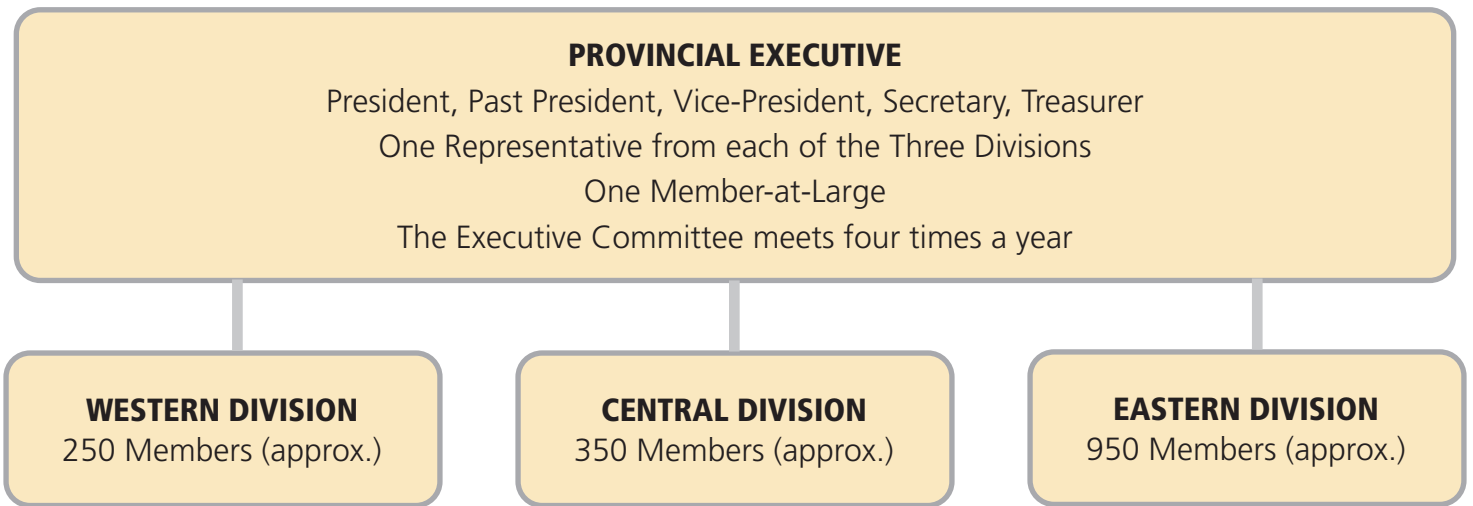 PROVINCIAL EXECUTIVE
President, Past President, Vice-President, Secretary, Treasurer
One Representative from each of the Three Divisions
One Member-at-Large
The Executive Committee meets four times a year
WESTERN DIVISION
250 Members (approx.)
CENTRAL DIVISION
350 Members (approx.)
EASTERN DIVISION
950 Members (approx.)